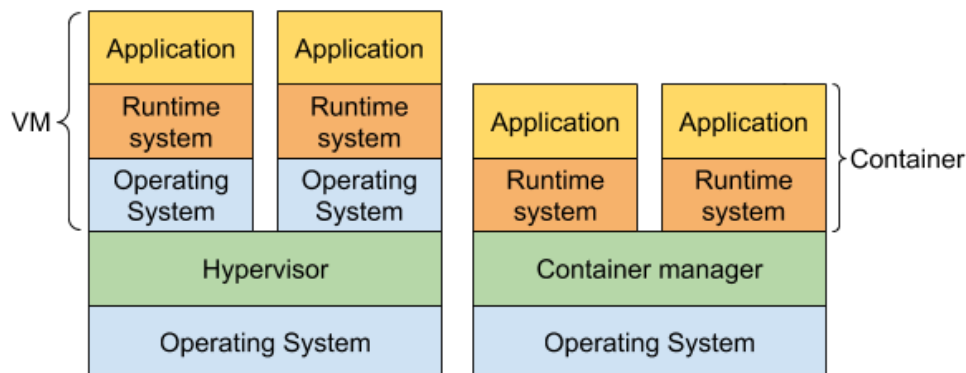 Application
Application
VM
Runtime
system
Runtime
system
Operating
System
Operating
System
Hypervisor
Operating System
Application
Application
Container
Runtime
system
Runtime
system
Container manager
Operating System